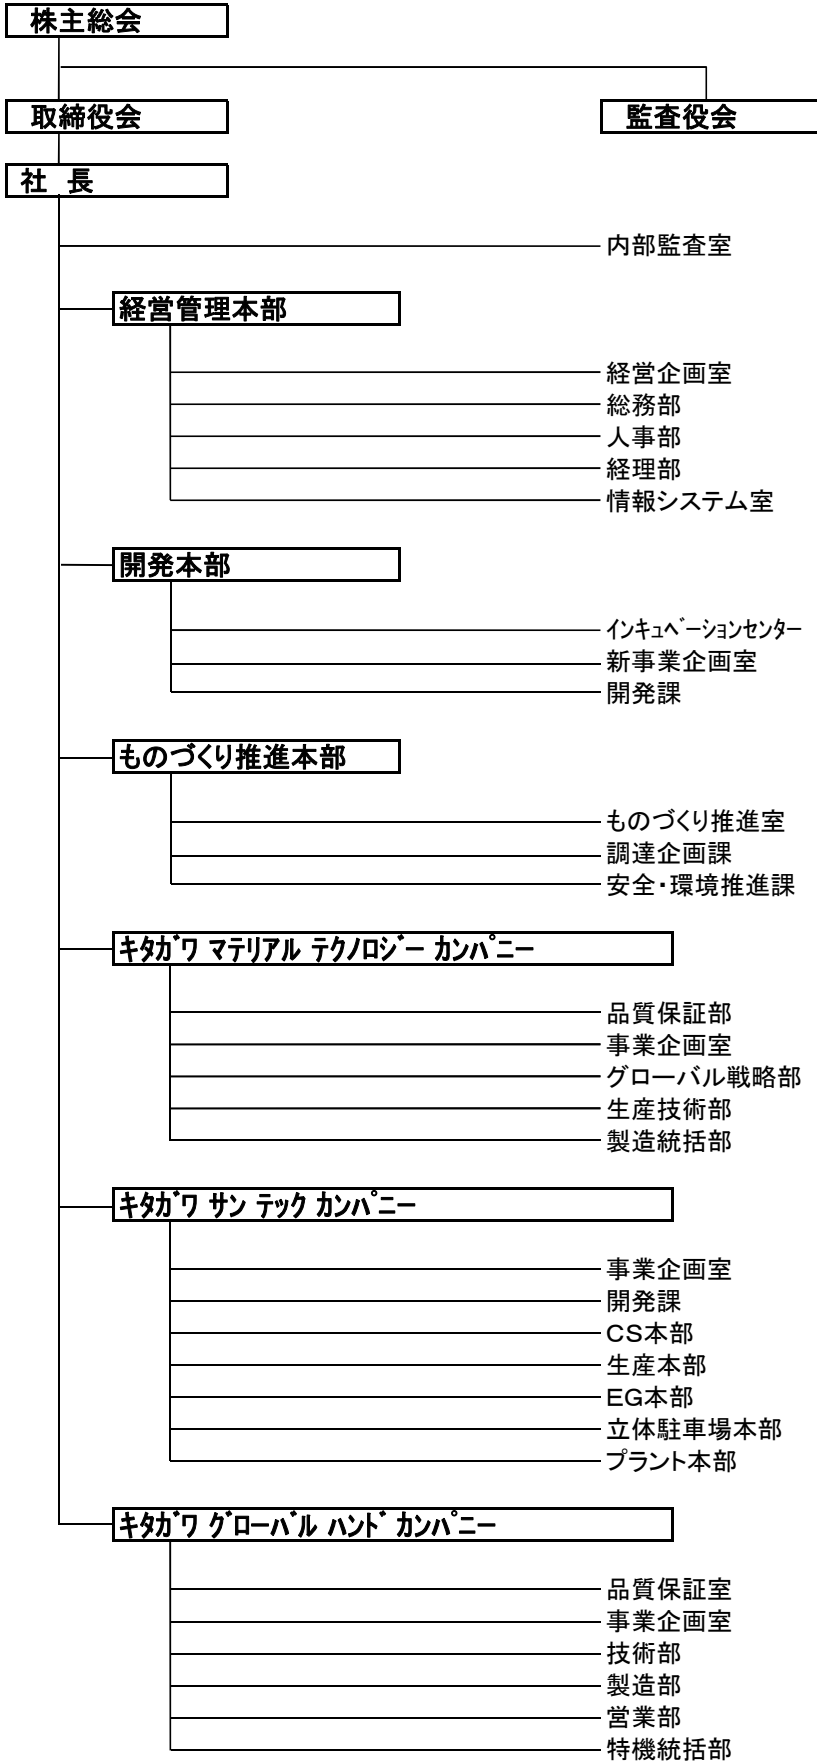 株主総会
取締役会
監査役会
社 長
内部監査室
経営管理本部
経営企画室
総務部
人事部
経理部
情報システム室
開発本部
ｲﾝｷｭﾍﾞｰｼｮﾝｾﾝﾀｰ
新事業企画室
開発課
ものづくり推進本部
ものづくり推進室
調達企画課
安全・環境推進課
ｷﾀｶﾞﾜ ﾏﾃﾘｱﾙ ﾃｸﾉﾛｼﾞｰ ｶﾝﾊﾟﾆｰ
品質保証部
事業企画室
グローバル戦略部
生産技術部
製造統括部
ｷﾀｶﾞﾜ ｻﾝ ﾃｯｸ ｶﾝﾊﾟﾆｰ
事業企画室
開発課
CS本部
生産本部
EG本部
立体駐車場本部
プラント本部
ｷﾀｶﾞﾜ ｸﾞﾛｰﾊﾞﾙ ﾊﾝﾄﾞ ｶﾝﾊﾟﾆｰ
品質保証室
事業企画室
技術部
製造部
営業部
特機統括部